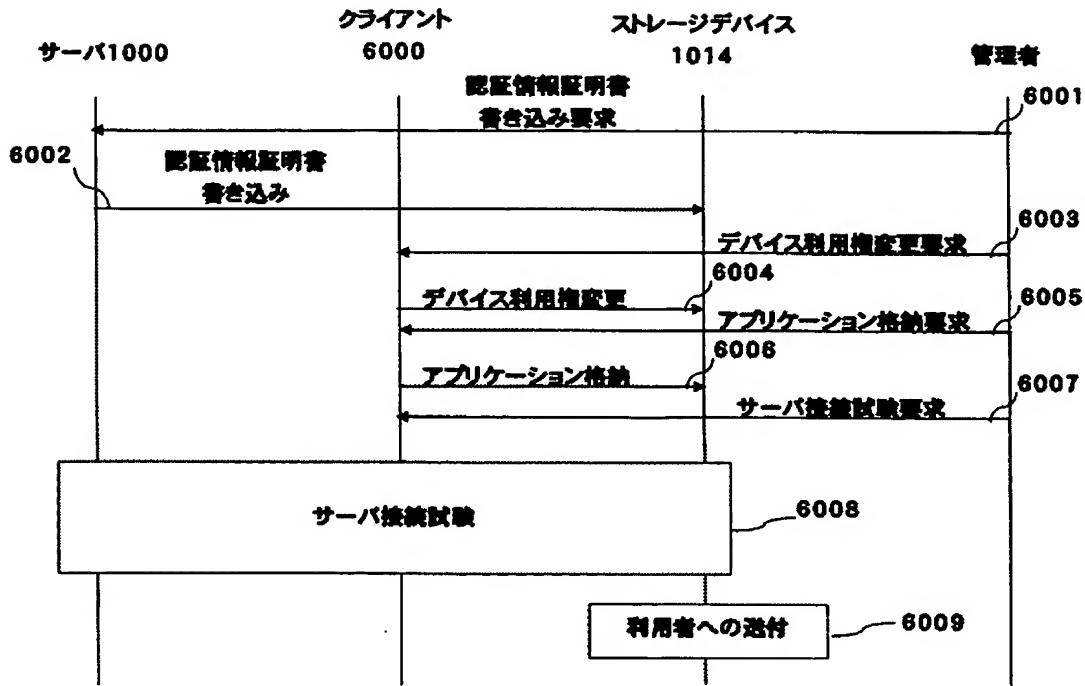 サーバ1000
クライアント
6000
ストレージデバイス
1014
管理者
認証情報証明書
書き込み要求
6001
6002
認証情報証明書
書き込み
6003
デバイス利用権変更要求
6004
デバイス利用権変更
6005
アプリケーション格納要求
6006
アプリケーション格納
6007
サーバ接続試験要求
サーバ接続試験
6008
利用者への送付
6009